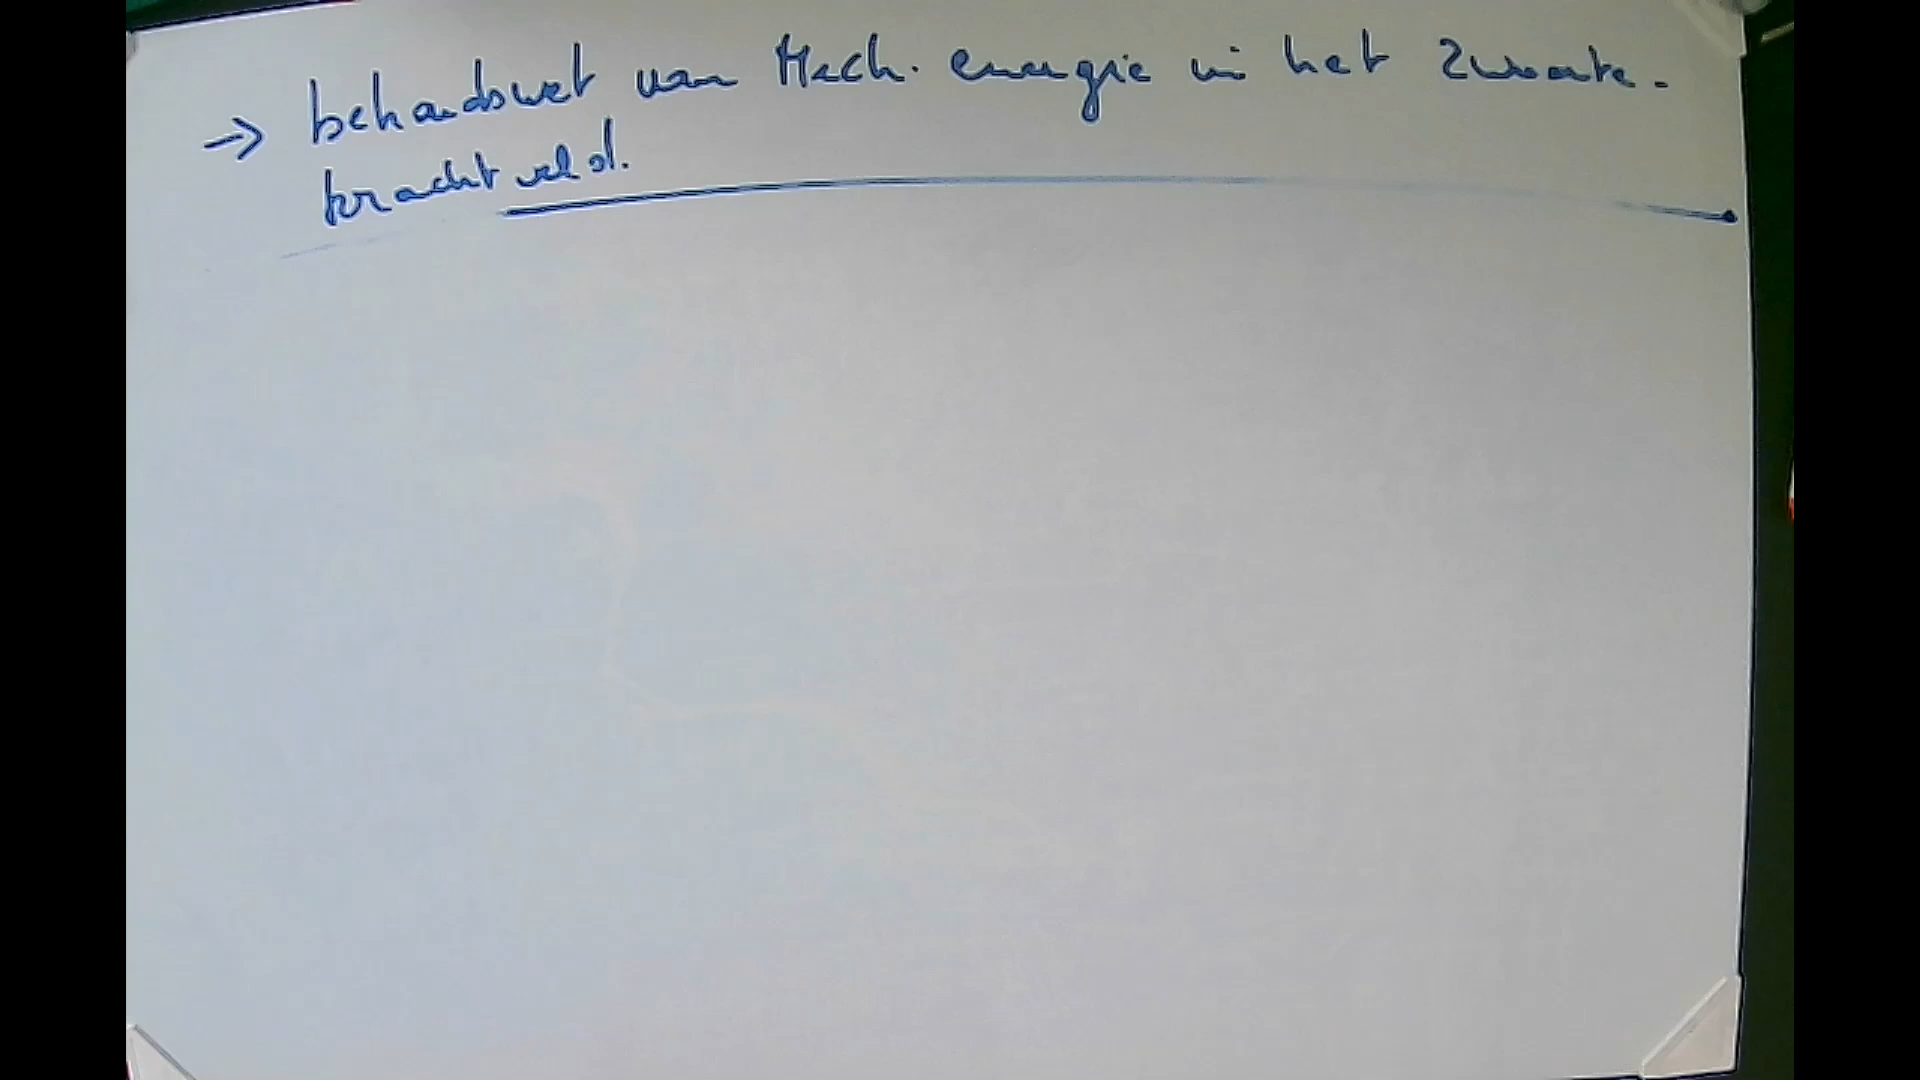 → behoudswet van Mech. energie in het zwaarte-
krachtveld.